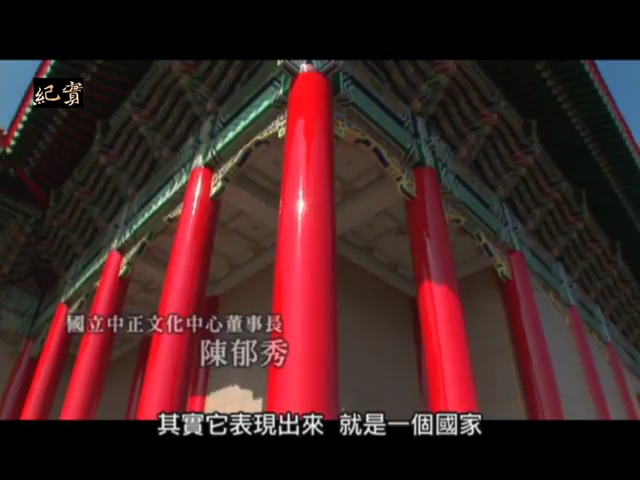 紀實
國立中正文化中心董事長
陳郁秀
其實它表現出來 就是一個國家